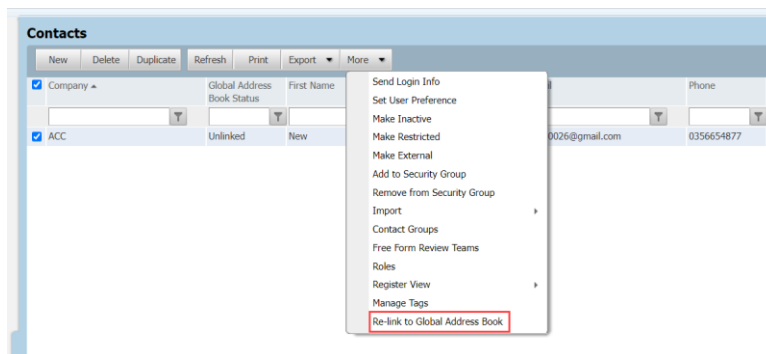 Contacts
New Delete Duplicate Refresh Print Export More
Company Global Address Book Status First Name Phone
ACC Unlinked New 0026@gmail.com 0356654877
Send Login Info
Set User Preference
Make Inactive
Make Restricted
Make External
Add to Security Group
Remove from Security Group
Import
Contact Groups
Free Form Review Teams
Roles
Register View
Manage Tags
Re-link to Global Address Book